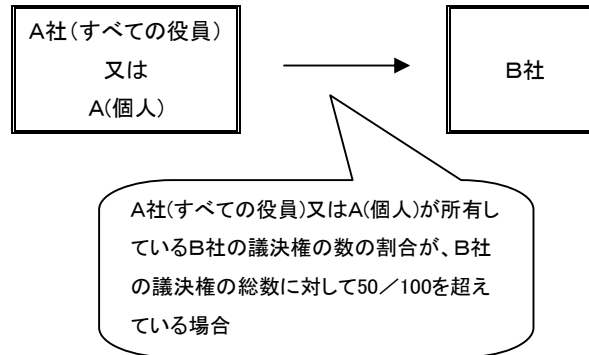 A社(すべての役員)
又は
A(個人)
B社
A社(すべての役員)又はA(個人)が所有し
ているB社の議決権の数の割合が、B社
の議決権の総数に対して50/100を超え
ている場合